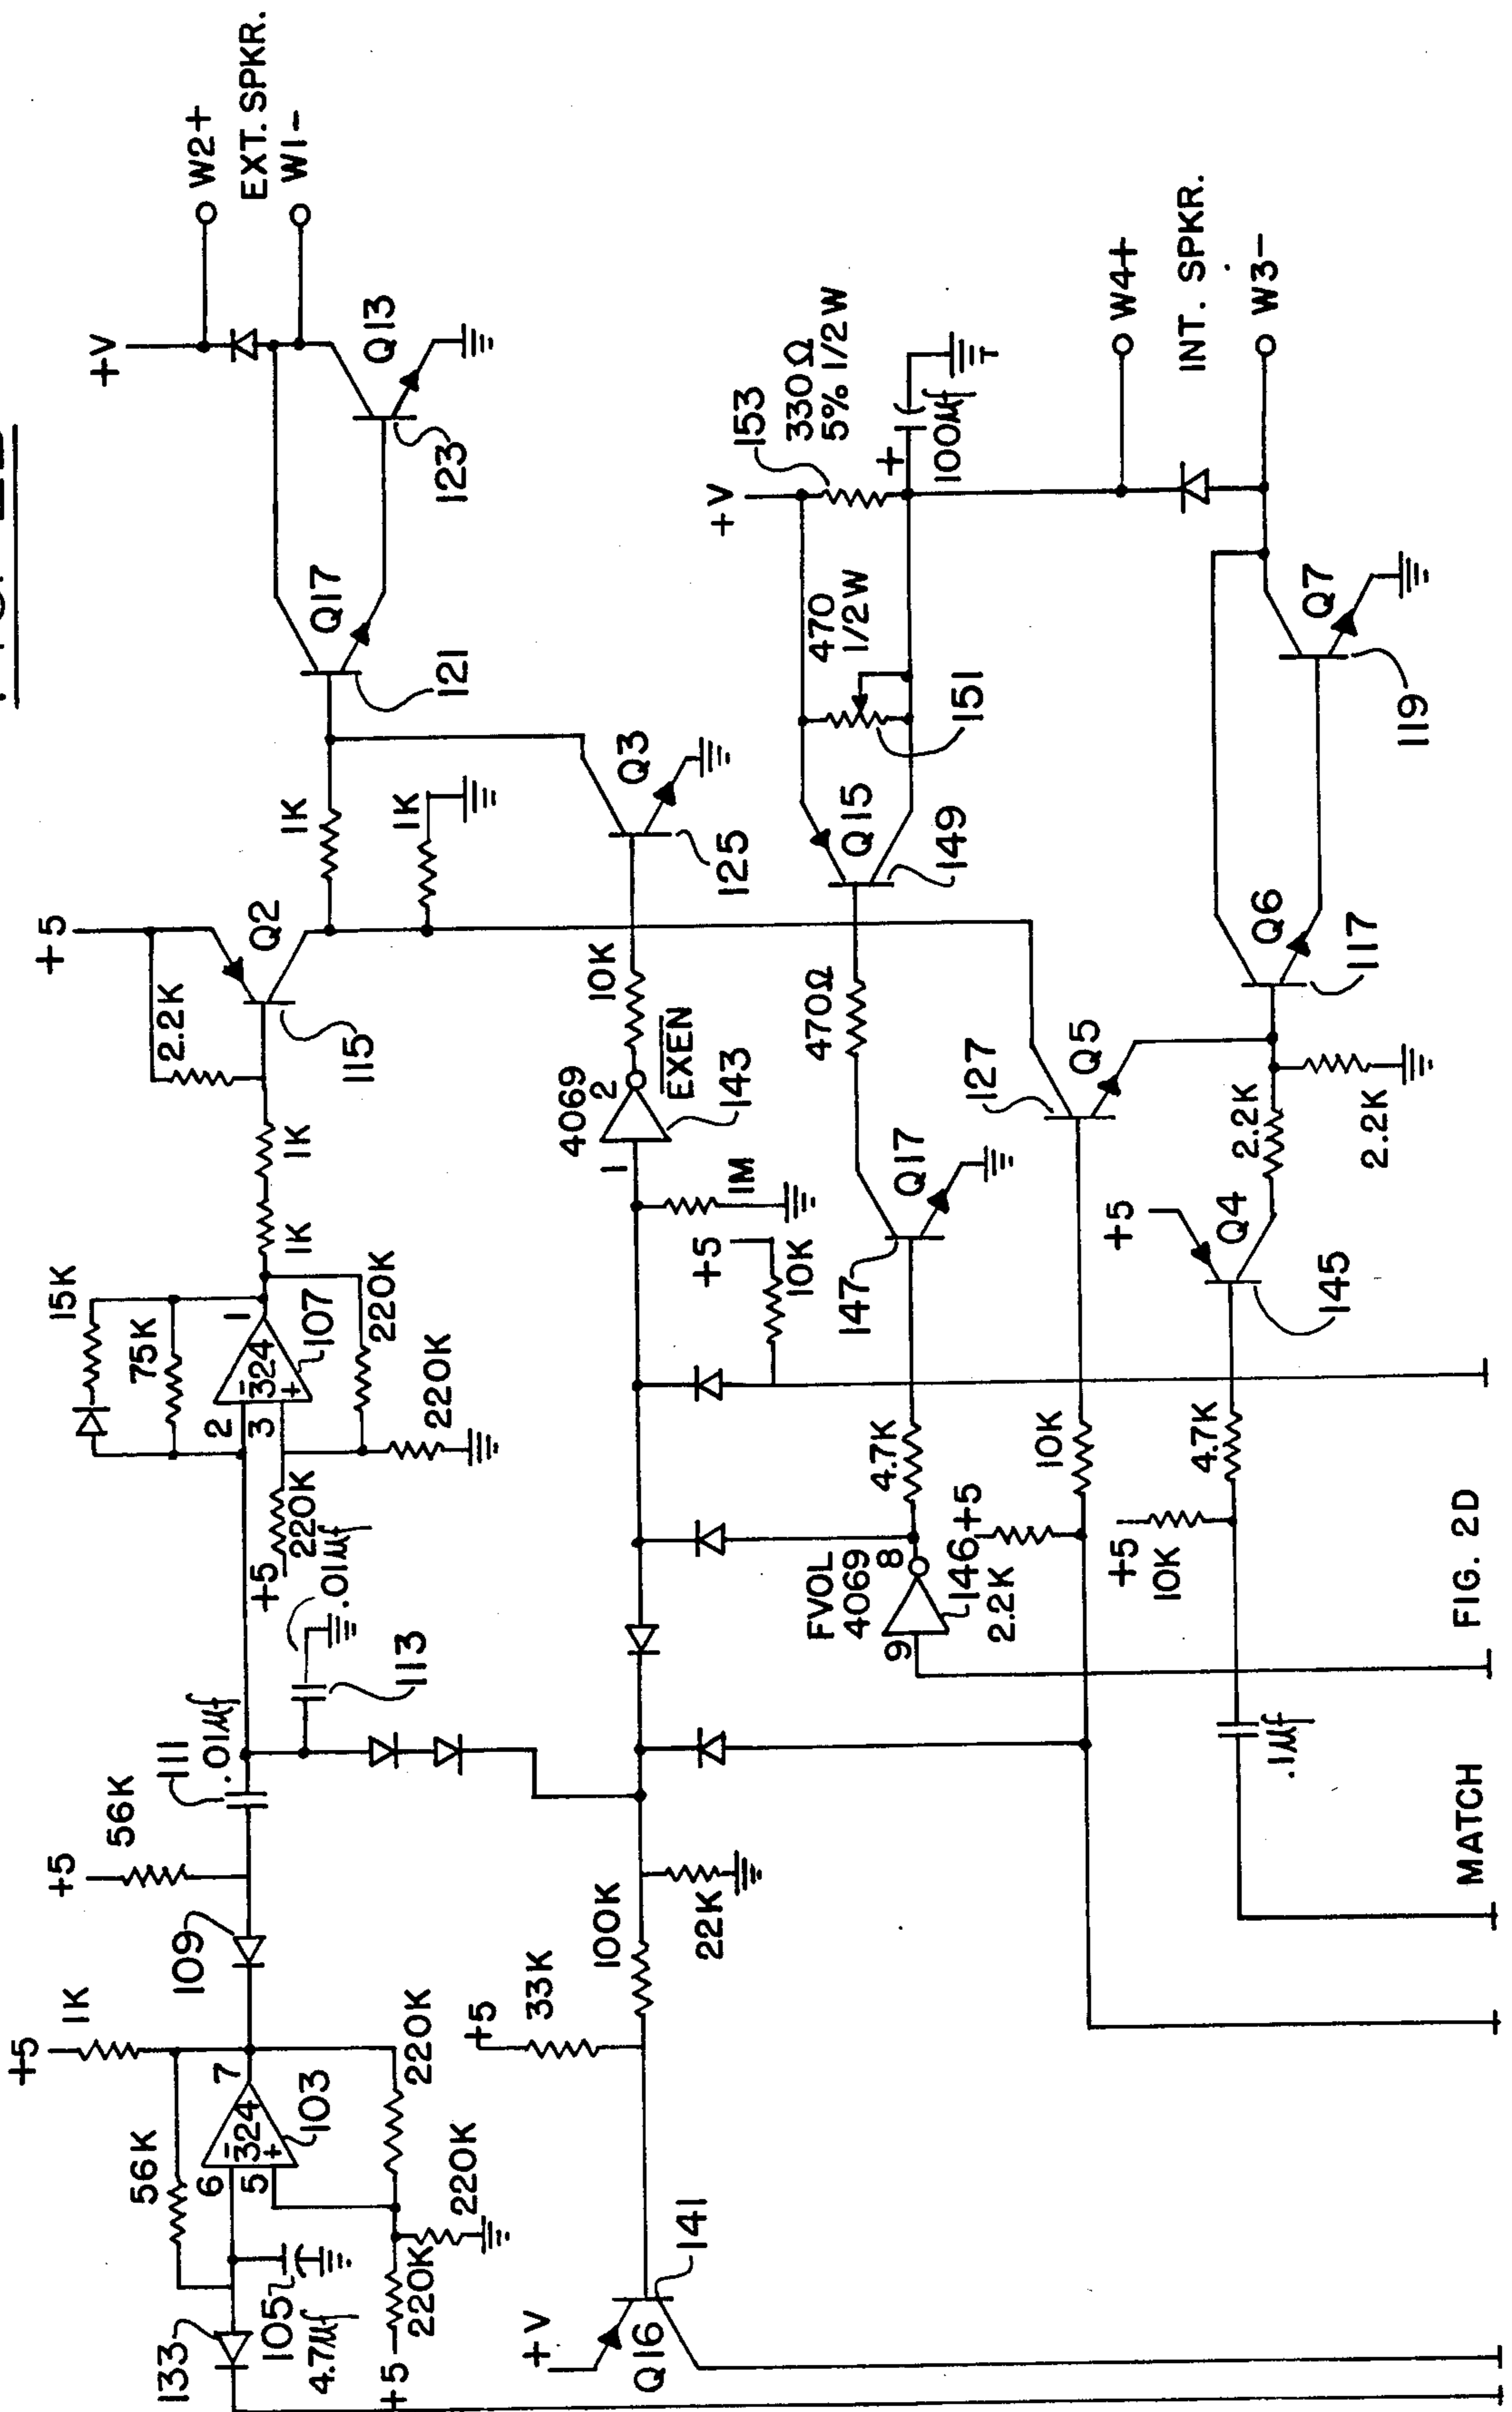 +V
W2+
EXT. SPKR.
W1-
Q13
123
Q17
121
+5
2.2K
Q2
115
1K
1K
1K
1K
Q3
125
10K
4069
2
EXEN
143
1
1M
15K
75K
1
324
-
+
2
3
107
220K
220K
+5
220K
.01µf
113
111
.01µf
56K
+5
109
1K
+5
7
324
-
+
103
6
5
56K
220K
220K
220K
+5
133
105
4.7µf
+5
33K
100K
22K
+V
Q16
141
+5
10K
+V
153
330Ω
5% 1/2W
+
100µf
470
1/2W
151
Q15
149
470Ω
Q17
147
4.7K
FVOL
4069
8
9
146
+5
2.2K
10K
127
Q5
W4+
INT. SPKR.
W3-
Q7
119
Q6
117
2.2K
2.2K
+5
Q4
145
4.7K
+5
10K
.1µf
MATCH FIG. 2D